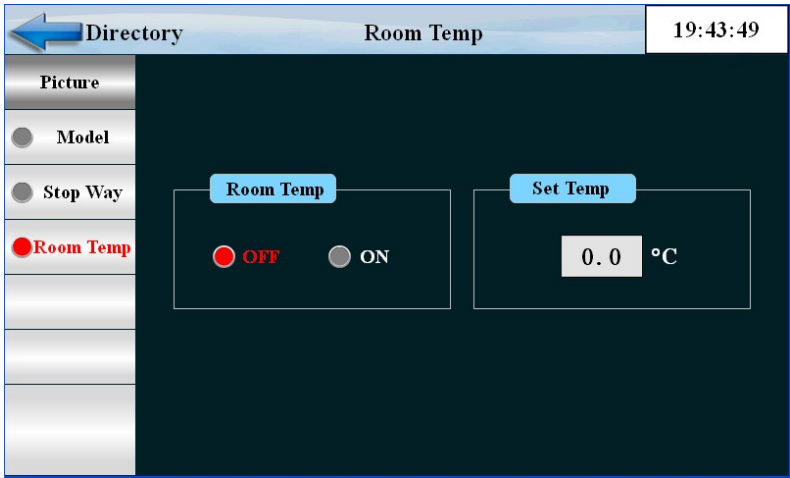 Directory
Room Temp
19:43:49
Picture
Model
Stop Way
Room Temp
Room Temp
OFF
ON
Set Temp
0.0 °C